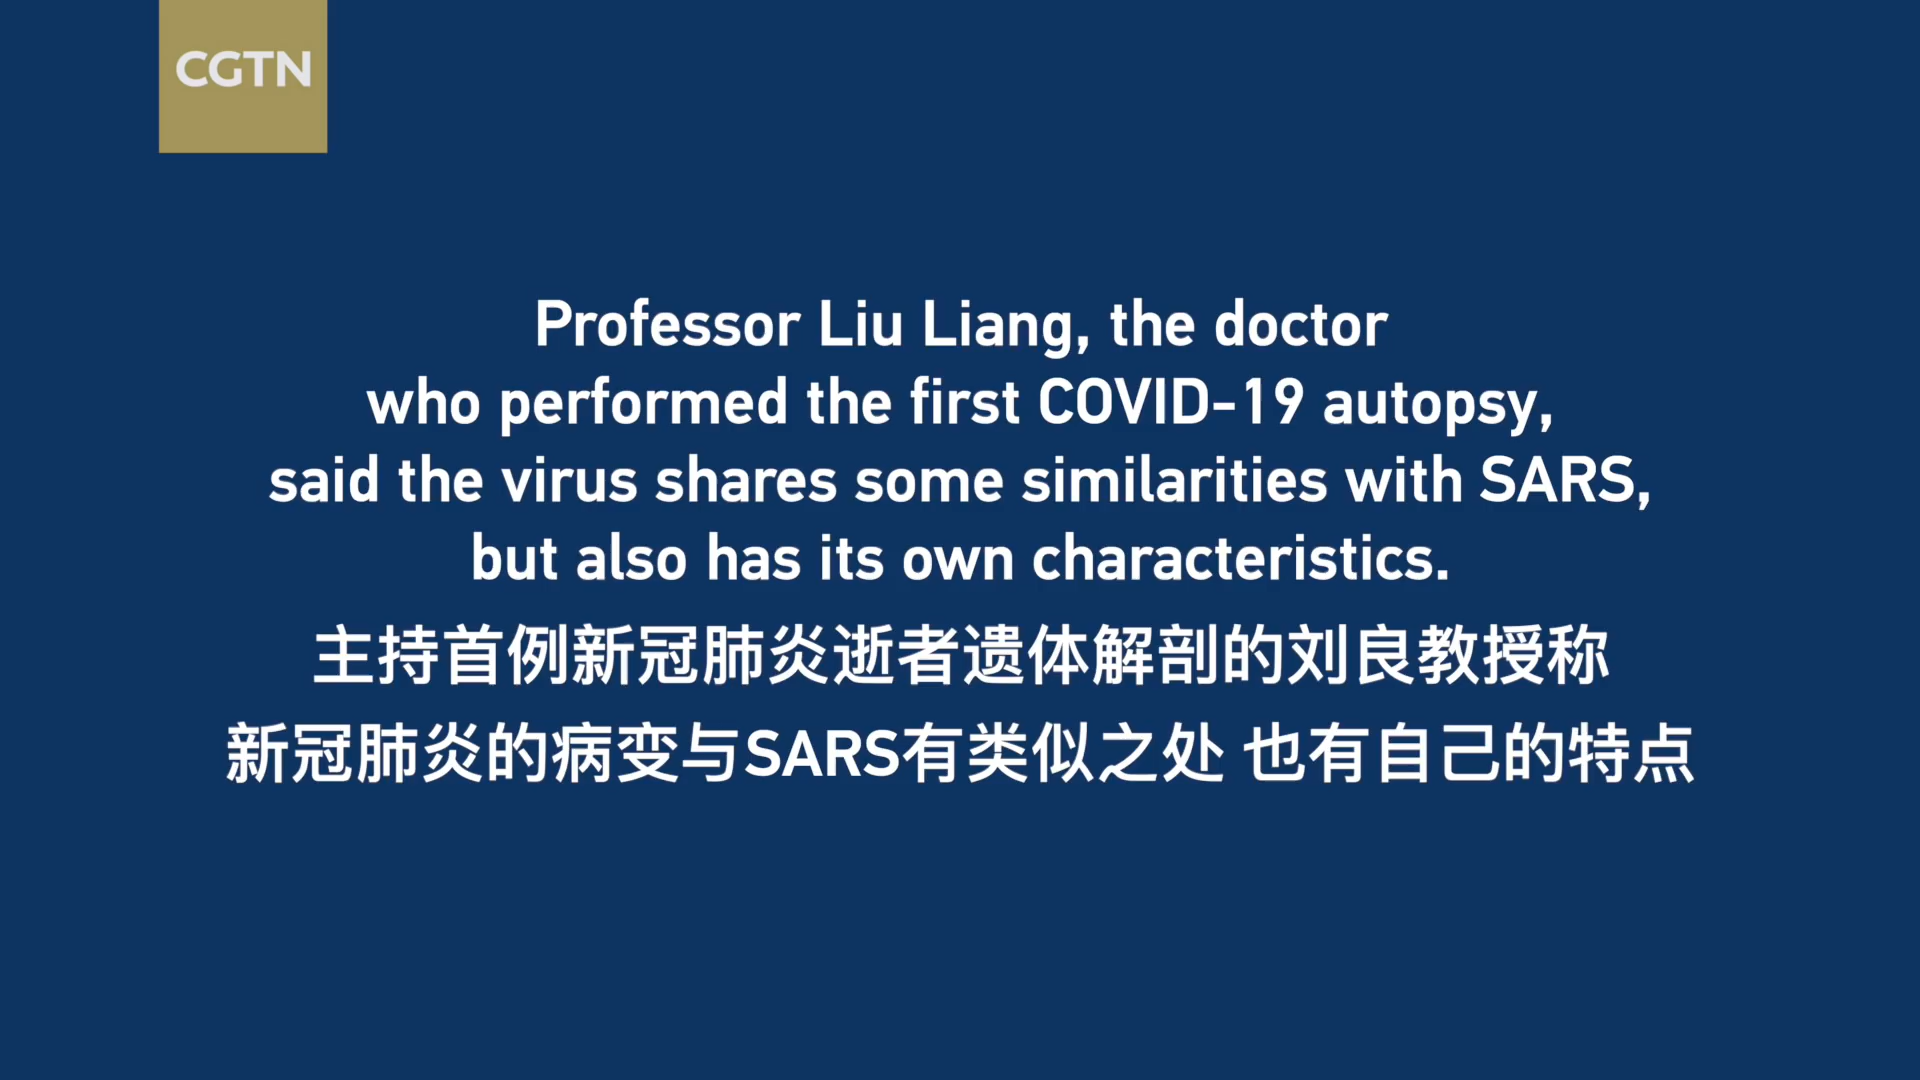 CGTN
Professor Liu Liang, the doctor
who performed the first COVID-19 autopsy,
said the virus shares some similarities with SARS,
but also has its own characteristics.
主持首例新冠肺炎逝者遗体解剖的刘良教授称
新冠肺炎的病变与SARS有类似之处 也有自己的特点